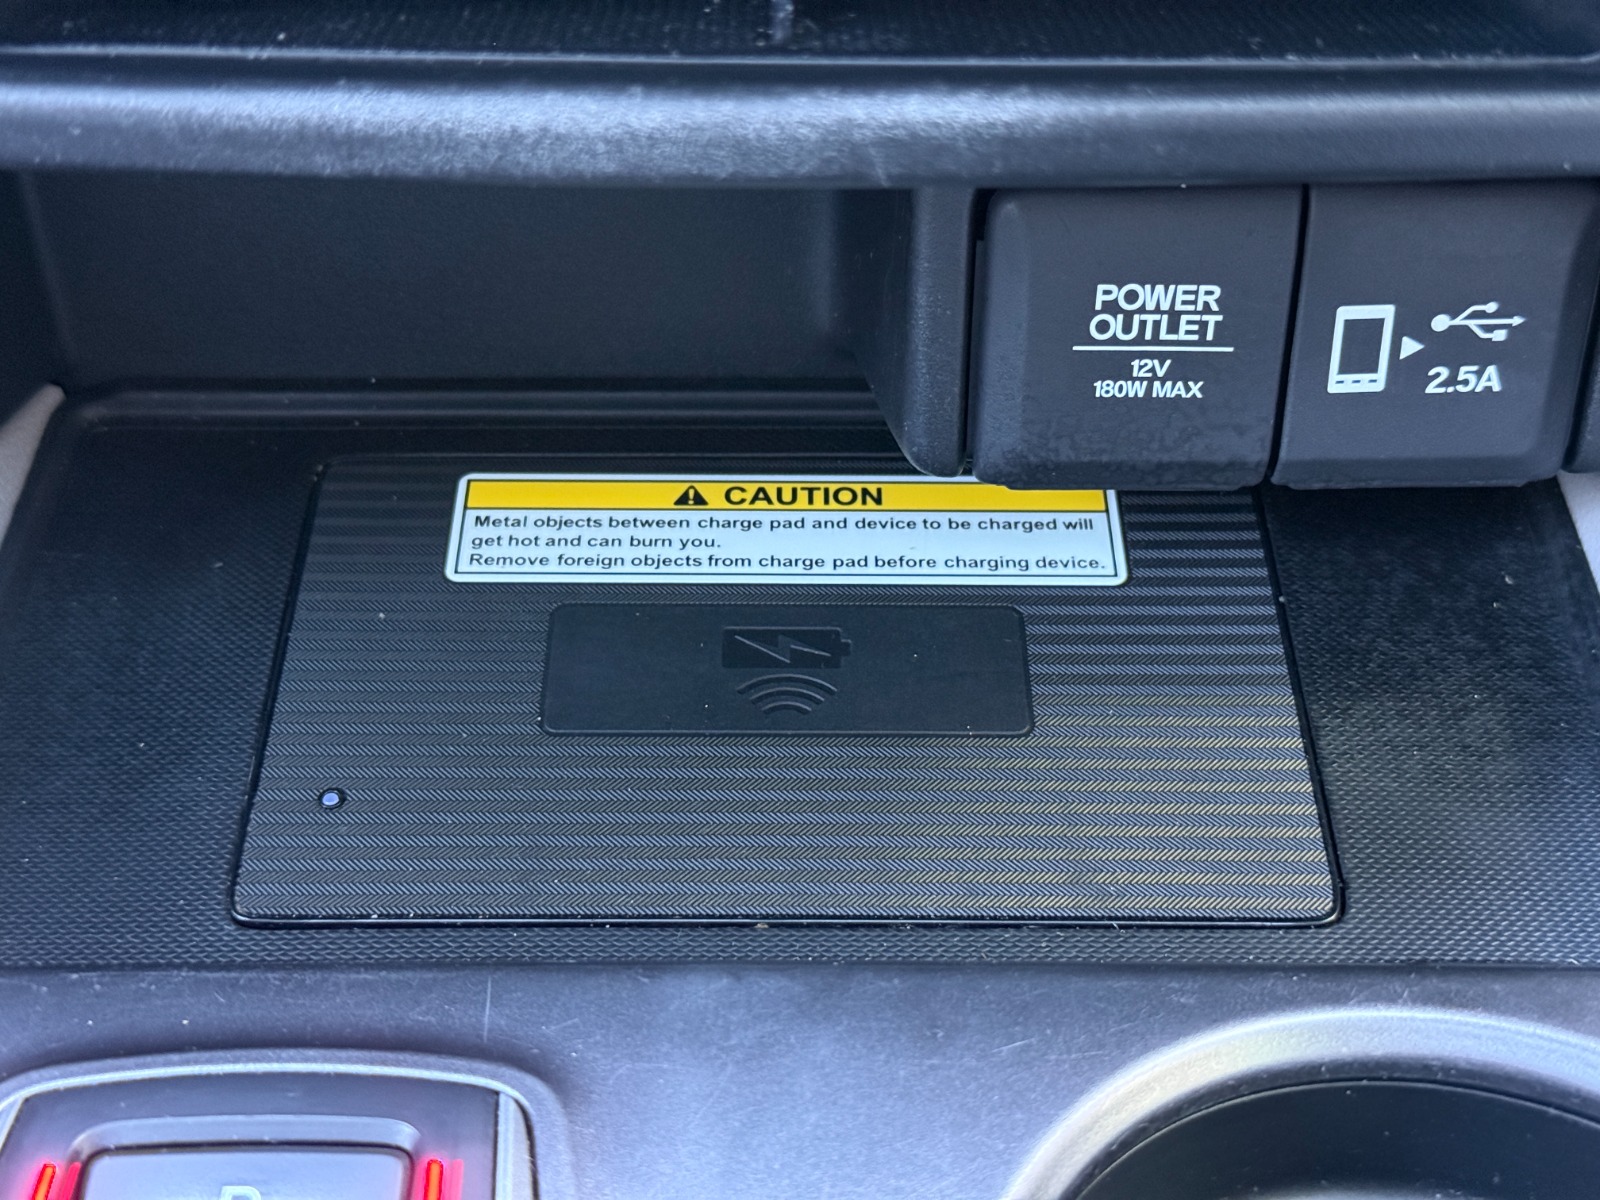 POWER
OUTLET
12V
180W MAX
2.5A
CAUTION
Metal objects between charge pad and device to be charged will
get hot and can burn you.
Remove foreign objects from charge pad before charging device.